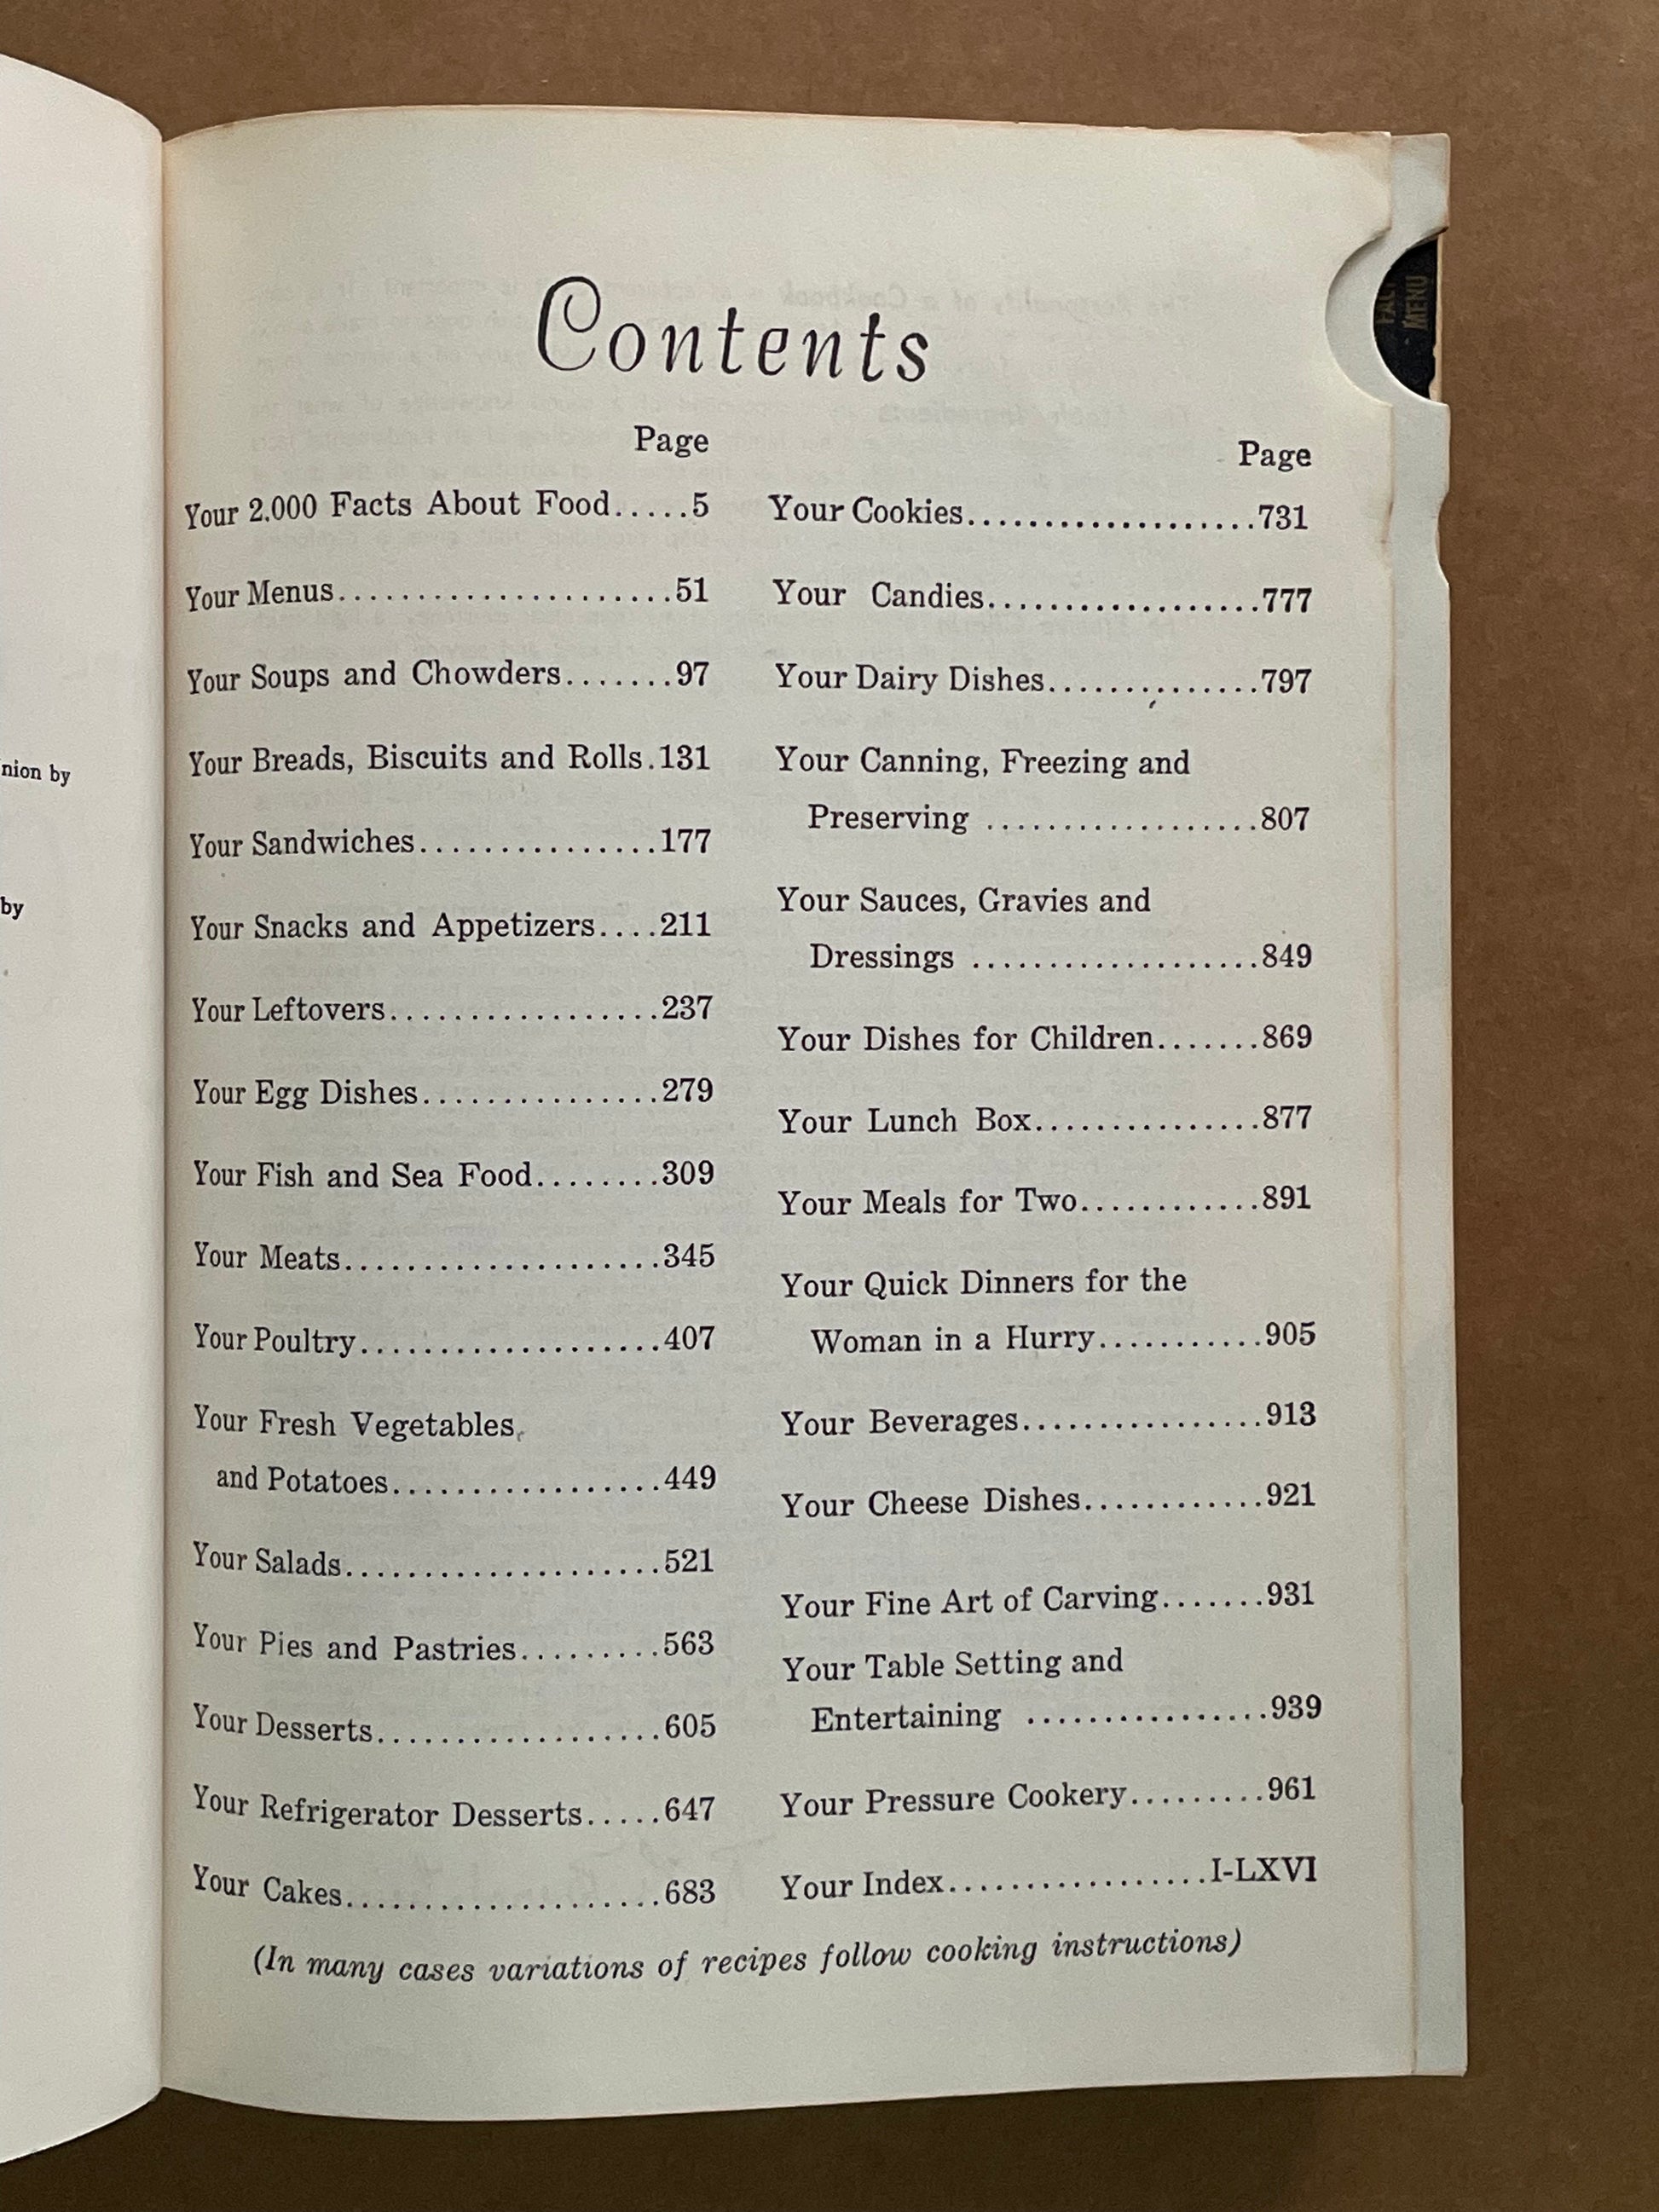 nion by
by
Contents
Page
Your 2,000 Facts About Food.....5
Your Menus.....................51
Your Soups and Chowders.......97
Your Breads, Biscuits and Rolls.131
Your Sandwiches...............177
Your Snacks and Appetizers....211
Your Leftovers.................237
Your Egg Dishes...............279
Your Fish and Sea Food........309
Your Meats....................345
Your Poultry...................407
Your Fresh Vegetables
and Potatoes.................449
Your Salads....................521
Your Pies and Pastries.........563
Your Desserts..................605
Your Refrigerator Desserts.....647
Your Cakes....................683
Page
Your Cookies...................731
Your Candies..................777
Your Dairy Dishes..............797
Your Canning, Freezing and
Preserving ..................807
Your Sauces, Gravies and
Dressings ...................849
Your Dishes for Children.......869
Your Lunch Box...............877
Your Meals for Two............891
Your Quick Dinners for the
Woman in a Hurry...........905
Your Beverages................913
Your Cheese Dishes............921
Your Fine Art of Carving.......931
Your Table Setting and
Entertaining ................939
Your Pressure Cookery.........961
Your Index.................I-LXVI
(In many cases variations of recipes follow cooking instructions)
MENU